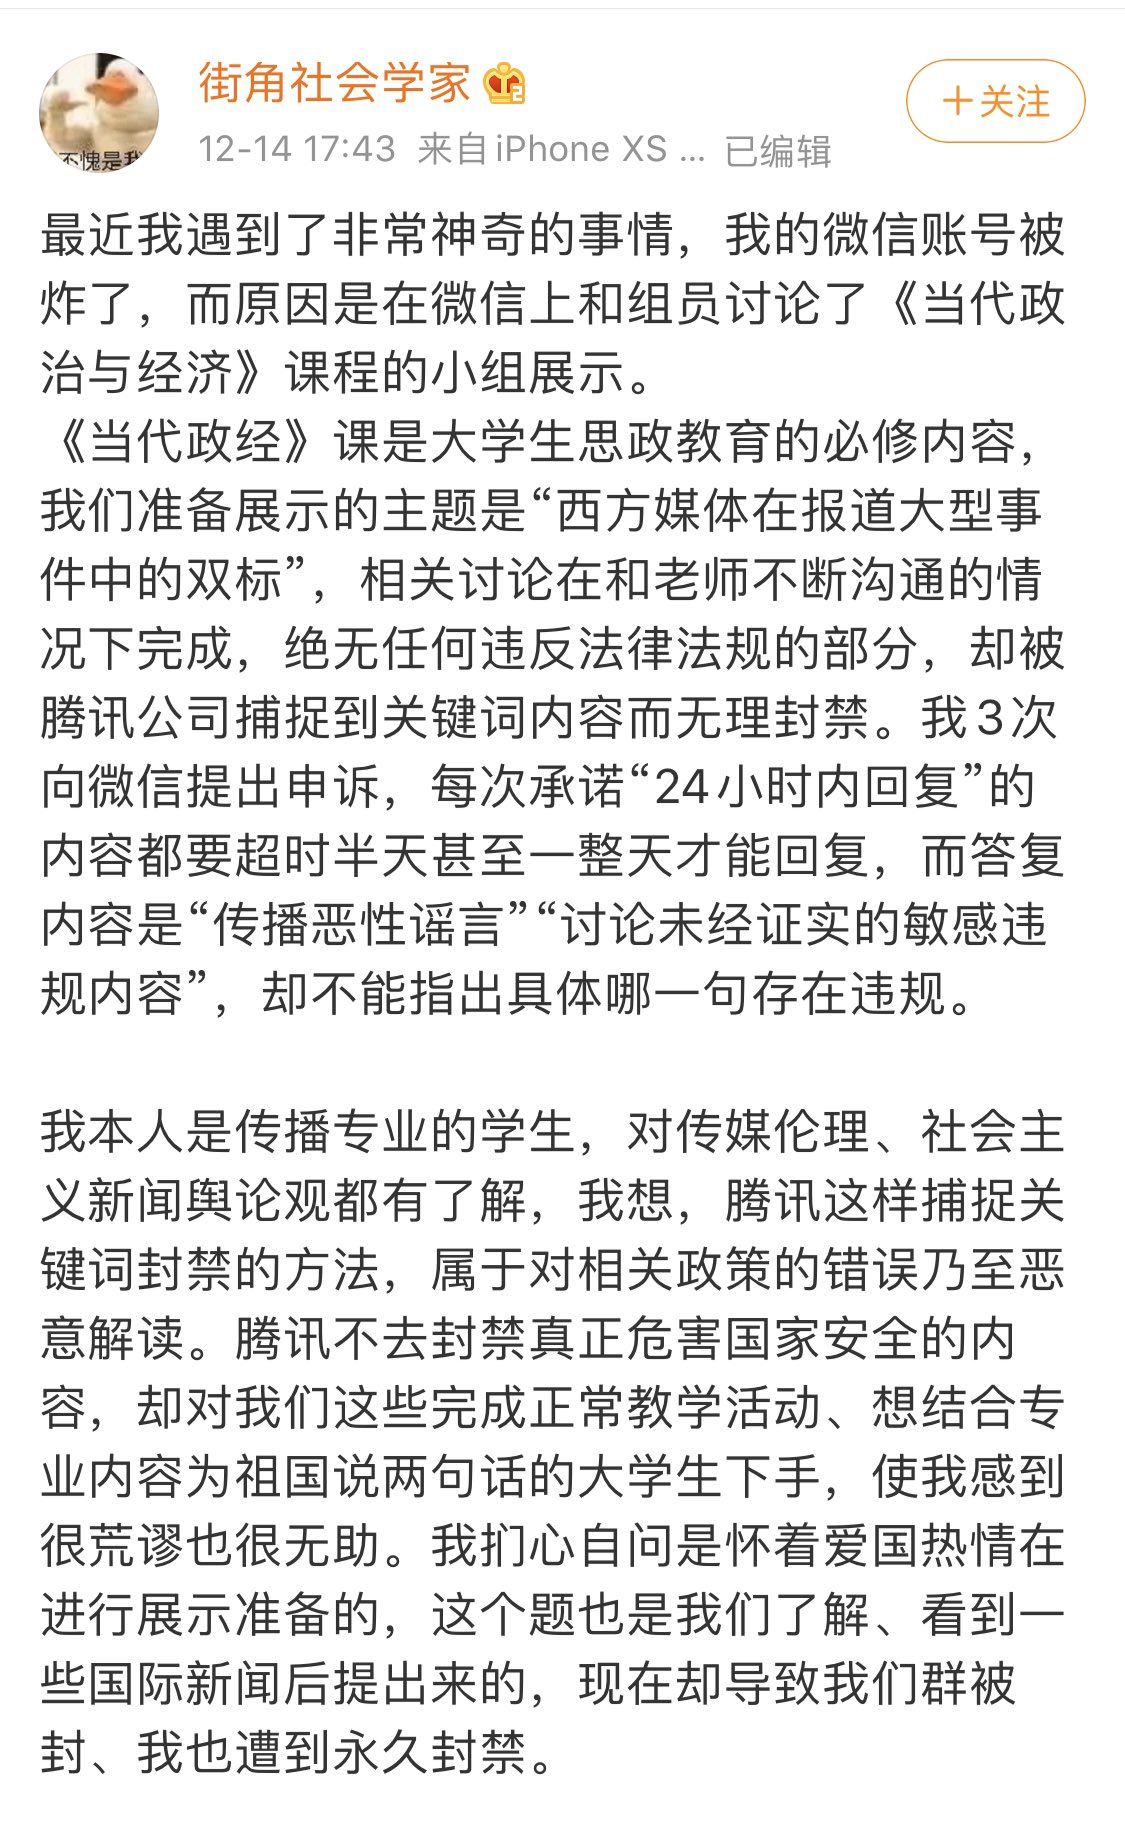 街角社会学家
+关注
12-14 17:43 来自iPhone XS ... 已编辑
不愧是我
最近我遇到了非常神奇的事情，我的微信账号被
炸了，而原因是在微信上和组员讨论了《当代政
治与经济》课程的小组展示。
《当代政经》课是大学生思政教育的必修内容，
我们准备展示的主题是“西方媒体在报道大型事
件中的双标”，相关讨论在和老师不断沟通的情
况下完成，绝无任何违反法律法规的部分，却被
腾讯公司捕捉到关键词内容而无理封禁。我3次
向微信提出申诉，每次承诺“24小时内回复”的
内容都要超时半天甚至一整天才能回复，而答复
内容是“传播恶性谣言”“讨论未经证实的敏感违
规内容”，却不能指出具体哪一句存在违规。
我本人是传播专业的学生，对传媒伦理、社会主
义新闻舆论观都有了解，我想，腾讯这样捕捉关
键词封禁的方法，属于对相关政策的错误乃至恶
意解读。腾讯不去封禁真正危害国家安全的内
容，却对我们这些完成正常教学活动、想结合专
业内容为祖国说两句话的大学生下手，使我感到
很荒谬也很无助。我扪心自问是怀着爱国热情在
进行展示准备的，这个题也是我们了解、看到一
些国际新闻后提出来的，现在却导致我们群被
封、我也遭到永久封禁。